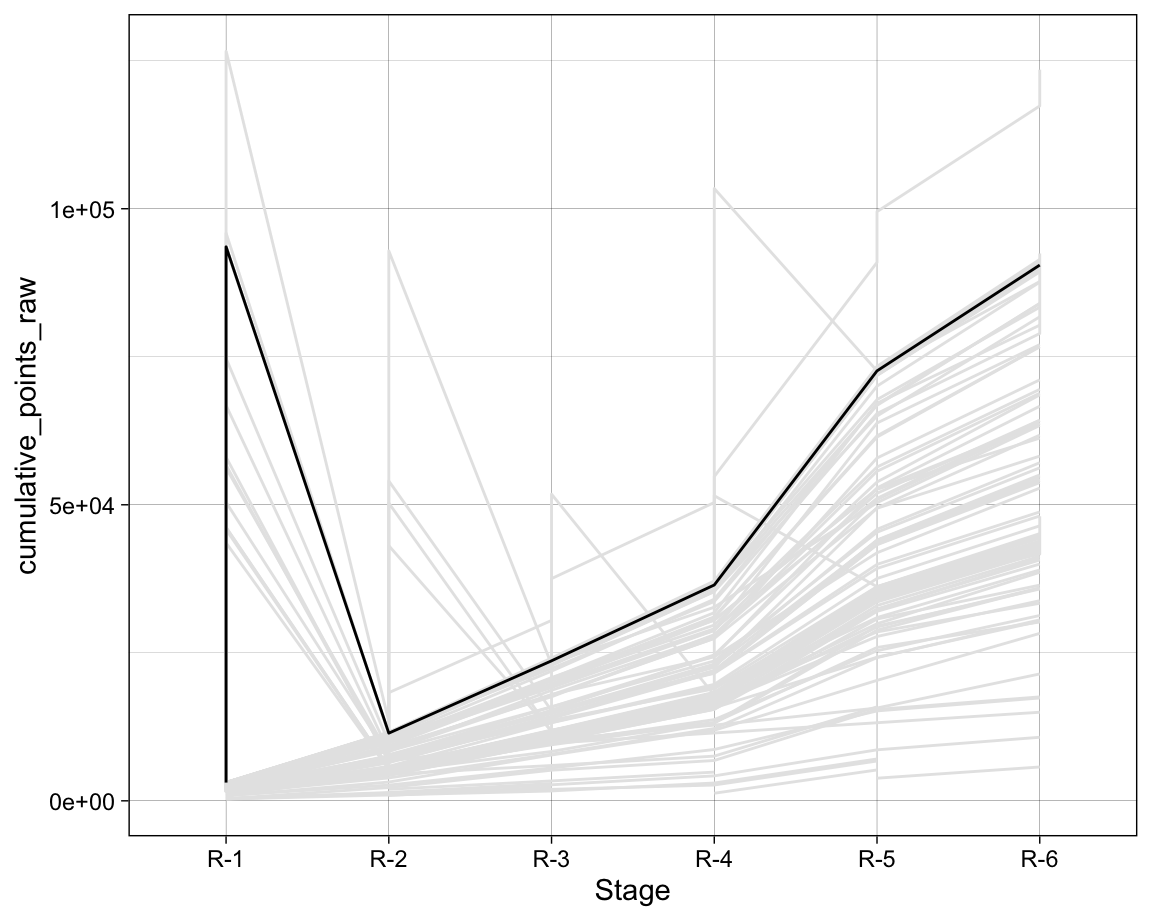 cumulative_points_raw
1e+05
5e+04
0e+00
R-1 R-2 R-3 R-4 R-5 R-6
Stage